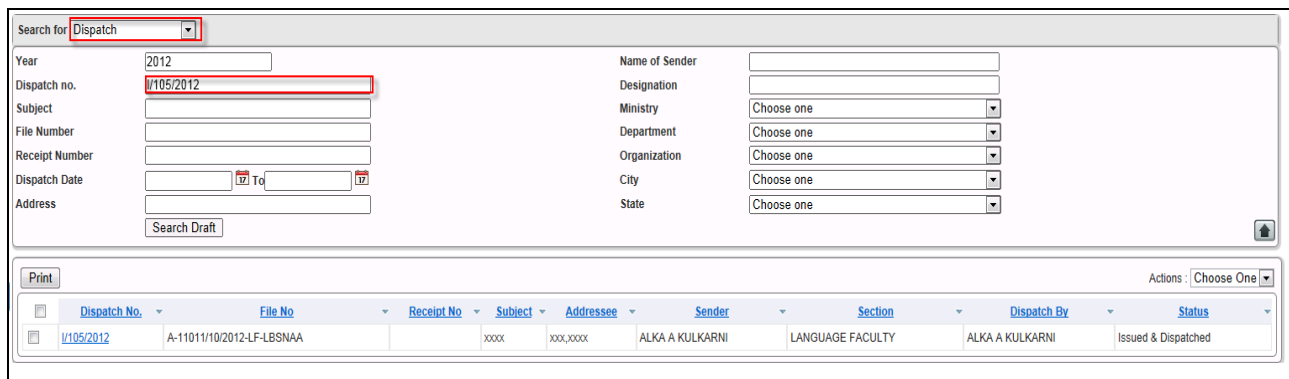 Search for Dispatch
Year 2012 Name of Sender
Dispatch no. I/105/2012 Designation
Subject Ministry Choose one
File Number Department Choose one
Receipt Number Organization Choose one
Dispatch Date 17 To 17 City Choose one
Address State Choose one
Search Draft
Print Actions : Choose One
Dispatch No. File No Receipt No Subject Addressee Sender Section Dispatch By Status
I/105/2012 A-11011/10/2012-LF-LBSNAA xxxx xxx,xxxx ALKA A KULKARNI LANGUAGE FACULTY ALKA A KULKARNI Issued & Dispatched